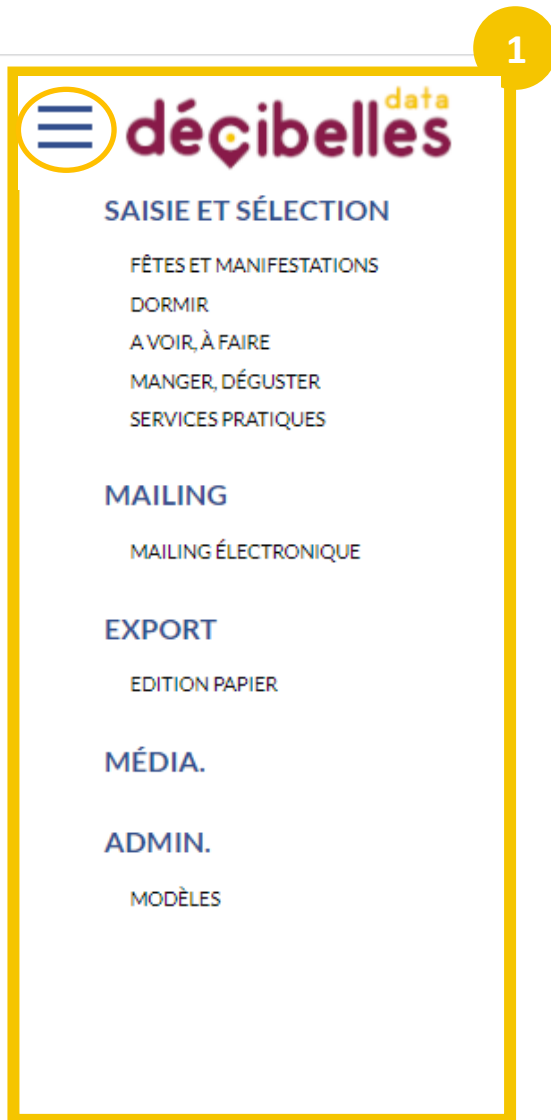 1
data
décibelles
SAISIE ET SÉLECTION
FÊTES ET MANIFESTATIONS
DORMIR
A VOIR, À FAIRE
MANGER, DÉGUSTER
SERVICES PRATIQUES
MAILING
MAILING ÉLECTRONIQUE
EXPORT
EDITION PAPIER
MÉDIA.
ADMIN.
MODÈLES